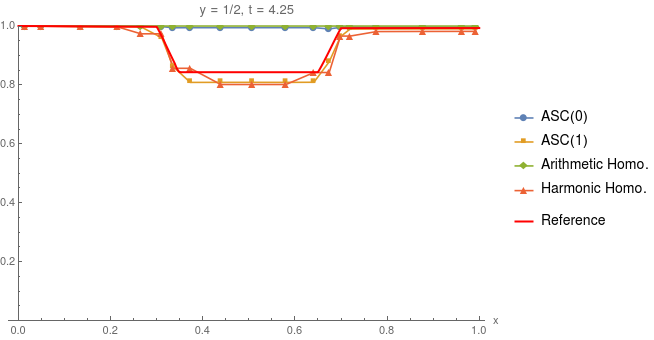 y = 1/2, t = 4.25
1.0
0.8
0.6
0.4
0.2
0.0 0.2 0.4 0.6 0.8 1.0
x
ASC(0)
ASC(1)
Arithmetic Homo.
Harmonic Homo.
Reference